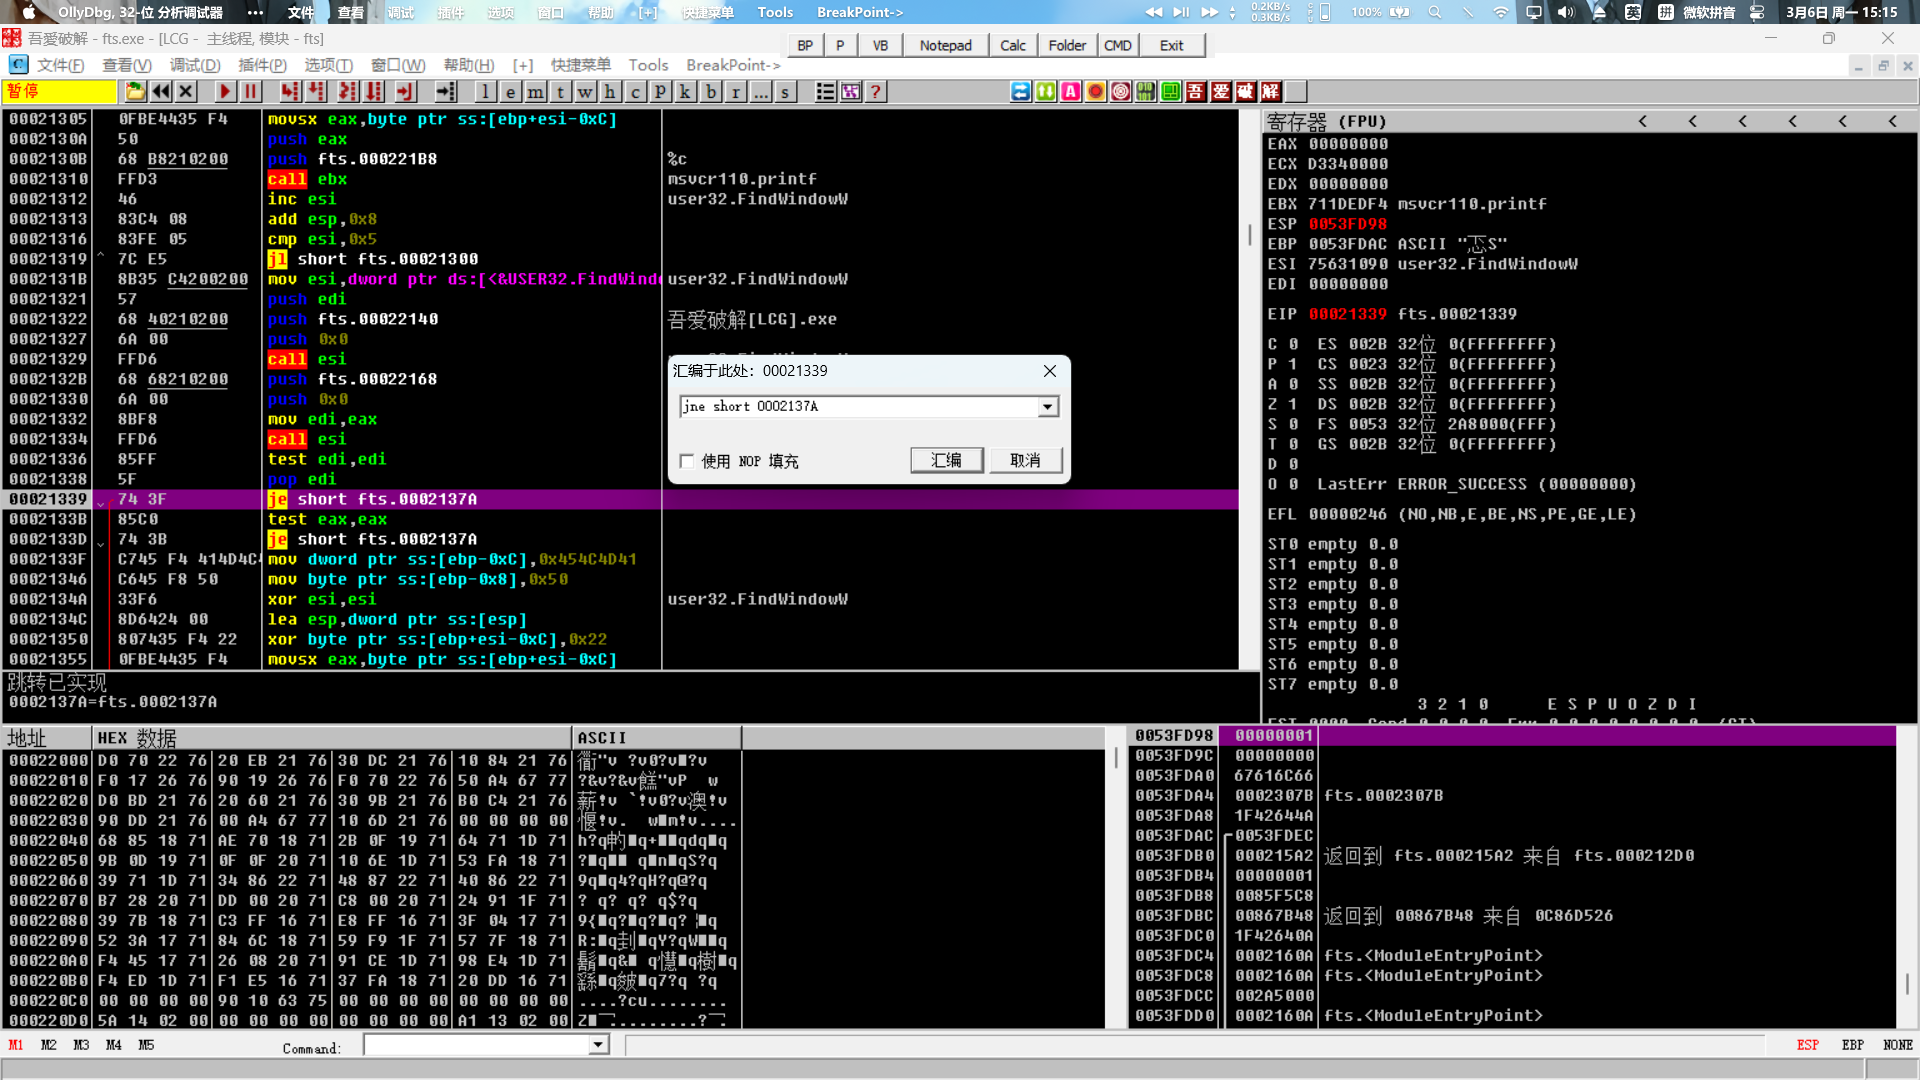 OllyDbg, 32-位 分析调试器 ••• 文件 查看 调试 插件 选项 窗口 帮助 [+] 快捷菜单 Tools BreakPoint-> 0.2KB/s 0.3KB/s 100% 英 拼 微软拼音 3月6日 周一 15:15
吾爱破解 - fts.exe - [LCG - 主线程, 模块 - fts]
BP P VB Notepad Calc Folder CMD Exit
C 文件(F) 查看(V) 调试(D) 插件(P) 选项(T) 窗口(W) 帮助(H) [+] 快捷菜单 Tools BreakPoint->
暂停 l e m t w h c P k b r ... s ? A 吾 爱 破 解
00021305 0FBE4435 F4 movsx eax,byte ptr ss:[ebp+esi-0xC]
0002130A 50 push eax
0002130B 68 B8210200 push fts.000221B8 %c
00021310 FFD3 call ebx msvcr110.printf
00021312 46 inc esi user32.FindWindowW
00021313 83C4 08 add esp,0x8
00021316 83FE 05 cmp esi,0x5
00021319 ^ 7C E5 jl short fts.00021300
0002131B 8B35 C4200200 mov esi,dword ptr ds:[<&USER32.FindWind user32.FindWindowW
00021321 57 push edi
00021322 68 40210200 push fts.00022140 吾爱破解[LCG].exe
00021327 6A 00 push 0x0
00021329 FFD6 call esi
0002132B 68 68210200 push fts.00022168
00021330 6A 00 push 0x0
00021332 8BF8 mov edi,eax
00021334 FFD6 call esi
00021336 85FF test edi,edi
00021338 5F pop edi
00021339 74 3F je short fts.0002137A
0002133B 85C0 test eax,eax
0002133D 74 3B je short fts.0002137A
0002133F C745 F4 414D4C4 mov dword ptr ss:[ebp-0xC],0x454C4D41
00021346 C645 F8 50 mov byte ptr ss:[ebp-0x8],0x50
0002134A 33F6 xor esi,esi user32.FindWindowW
0002134C 8D6424 00 lea esp,dword ptr ss:[esp]
00021350 807435 F4 22 xor byte ptr ss:[ebp+esi-0xC],0x22
00021355 0FBE4435 F4 movsx eax,byte ptr ss:[ebp+esi-0xC]
跳转已实现
0002137A=fts.0002137A
汇编于此处：00021339
jne short 0002137A
使用 NOP 填充 汇编 取消
寄存器 (FPU) < < < < < <
EAX 00000000
ECX D3340000
EDX 00000000
EBX 711DEDF4 msvcr110.printf
ESP 0053FD98
EBP 0053FDAC ASCII
ESI 75631090 user32.FindWindowW
EDI 00000000
EIP 00021339 fts.00021339
C 0 ES 002B 32位 0(FFFFFFFF)
P 1 CS 0023 32位 0(FFFFFFFF)
A 0 SS 002B 32位 0(FFFFFFFF)
Z 1 DS 002B 32位 0(FFFFFFFF)
S 0 FS 0053 32位 2A8000(FFF)
T 0 GS 002B 32位 0(FFFFFFFF)
D 0
O 0 LastErr ERROR_SUCCESS (00000000)
EFL 00000246 (NO,NB,E,BE,NS,PE,GE,LE)
ST0 empty 0.0
ST1 empty 0.0
ST2 empty 0.0
ST3 empty 0.0
ST4 empty 0.0
ST5 empty 0.0
ST6 empty 0.0
ST7 empty 0.0
3 2 1 0 E S P U O Z D I
地址 HEX 数据 ASCII
00022000 D0 70 22 76 20 EB 21 76 30 DC 21 76 10 84 21 76
00022010 F0 17 26 76 90 19 26 76 F0 70 22 76 50 A4 67 77
00022020 D0 BD 21 76 20 60 21 76 30 9B 21 76 B0 C4 21 76
00022030 90 DD 21 76 00 A4 67 77 10 6D 21 76 00 00 00 00
00022040 68 85 18 71 AE 70 18 71 2B 0F 19 71 64 71 1D 71
00022050 9B 0D 19 71 0F 0F 20 71 10 6E 1D 71 53 FA 18 71
00022060 39 71 1D 71 34 86 22 71 48 87 22 71 40 86 22 71
00022070 B7 28 20 71 DD 00 20 71 C8 00 20 71 24 91 1F 71
00022080 39 7B 18 71 C3 FF 16 71 E8 FF 16 71 3F 04 17 71
00022090 52 3A 17 71 84 6C 18 71 59 F9 1F 71 57 7F 18 71
000220A0 F4 45 17 71 26 08 20 71 91 CE 1D 71 98 E4 1D 71
000220B0 F4 ED 1D 71 F1 E5 16 71 37 FA 18 71 20 DD 16 71
000220C0 00 00 00 00 90 10 63 75 00 00 00 00 00 00 00 00 ....?cu........
000220D0 5A 14 02 00 00 00 00 00 00 00 00 00 A1 13 02 00
0053FD98 00000001
0053FD9C 00000000
0053FDA0 67616C66
0053FDA4 0002307B fts.0002307B
0053FDA8 1F42644A
0053FDAC 0053FDEC
0053FDB0 000215A2 返回到 fts.000215A2 来自 fts.000212D0
0053FDB4 00000001
0053FDB8 0085F5C8
0053FDBC 00867B48 返回到 00867B48 来自 0C86D526
0053FDC0 1F42640A
0053FDC4 0002160A fts.<ModuleEntryPoint>
0053FDC8 0002160A fts.<ModuleEntryPoint>
0053FDCC 002A5000
0053FDD0 0002160A fts.<ModuleEntryPoint>
M1 M2 M3 M4 M5 Command: ESP EBP NONE